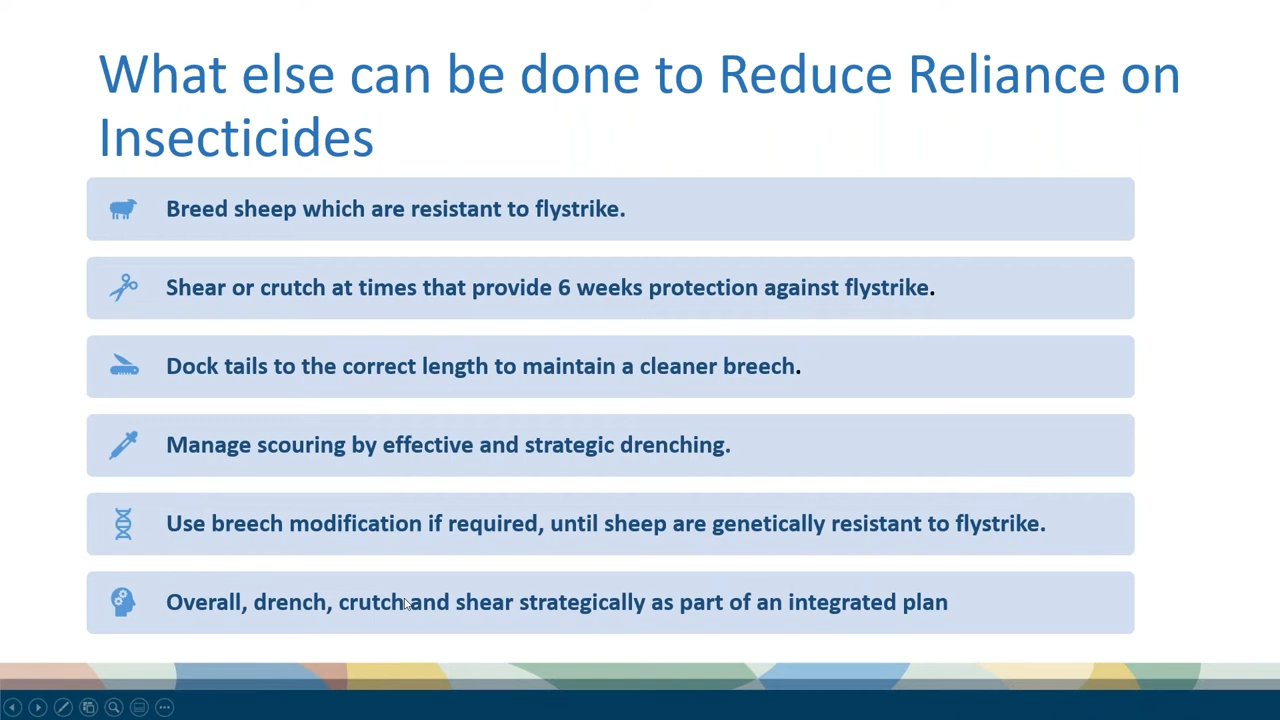 What else can be done to Reduce Reliance on
Insecticides
Breed sheep which are resistant to flystrike.
Shear or crutch at times that provide 6 weeks protection against flystrike.
Dock tails to the correct length to maintain a cleaner breech.
Manage scouring by effective and strategic drenching.
Use breech modification if required, until sheep are genetically resistant to flystrike.
Overall, drench, crutch and shear strategically as part of an integrated plan